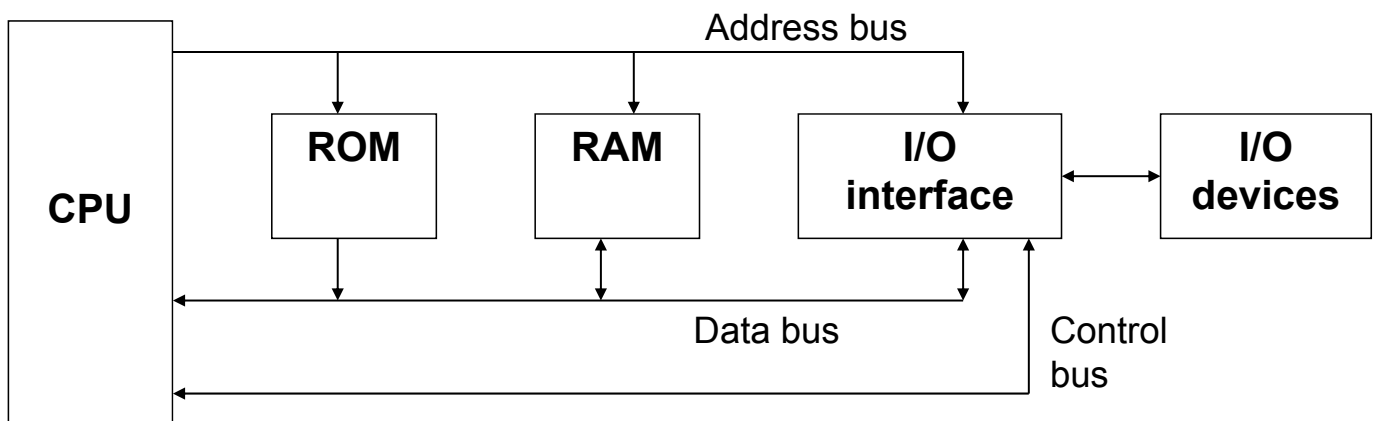 Address bus
CPU
ROM
RAM
I/O
interface
I/O
devices
Data bus
Control
bus